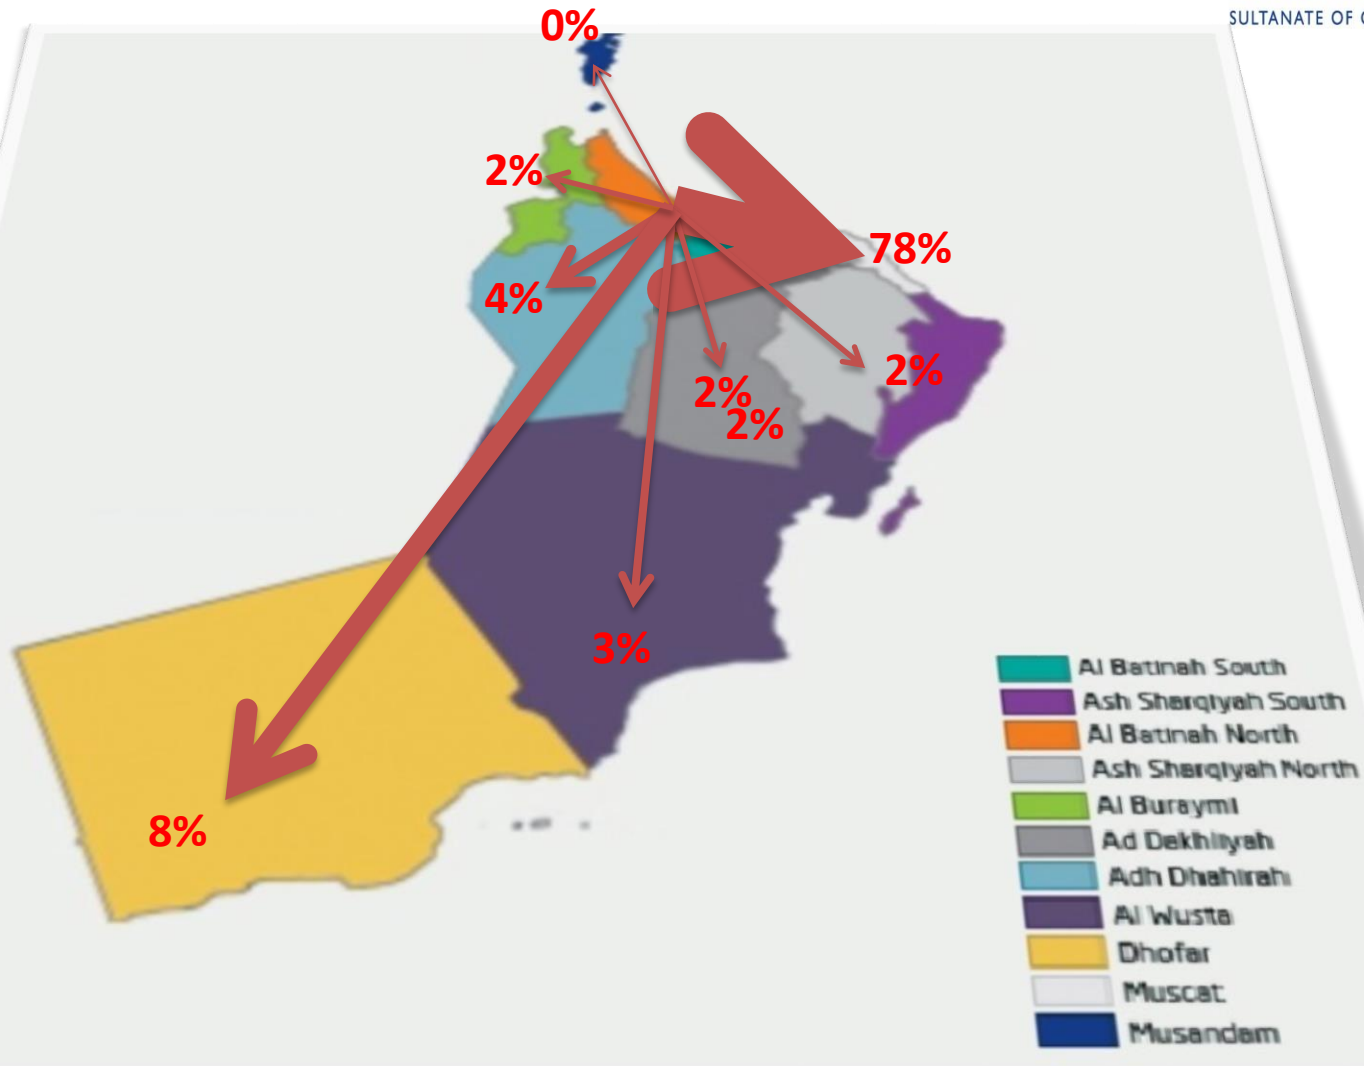 SULTANATE OF
0%
2%
78%
4%
2%
2%
2%
3%
8%
Al Batinah South
Ash Sharqiyah South
Al Batinah North
Ash Sharqiyah North
Al Buraymi
Ad Dakhliyah
Adh Dhahirah
Al Wusta
Dhofar
Muscat
Musandam